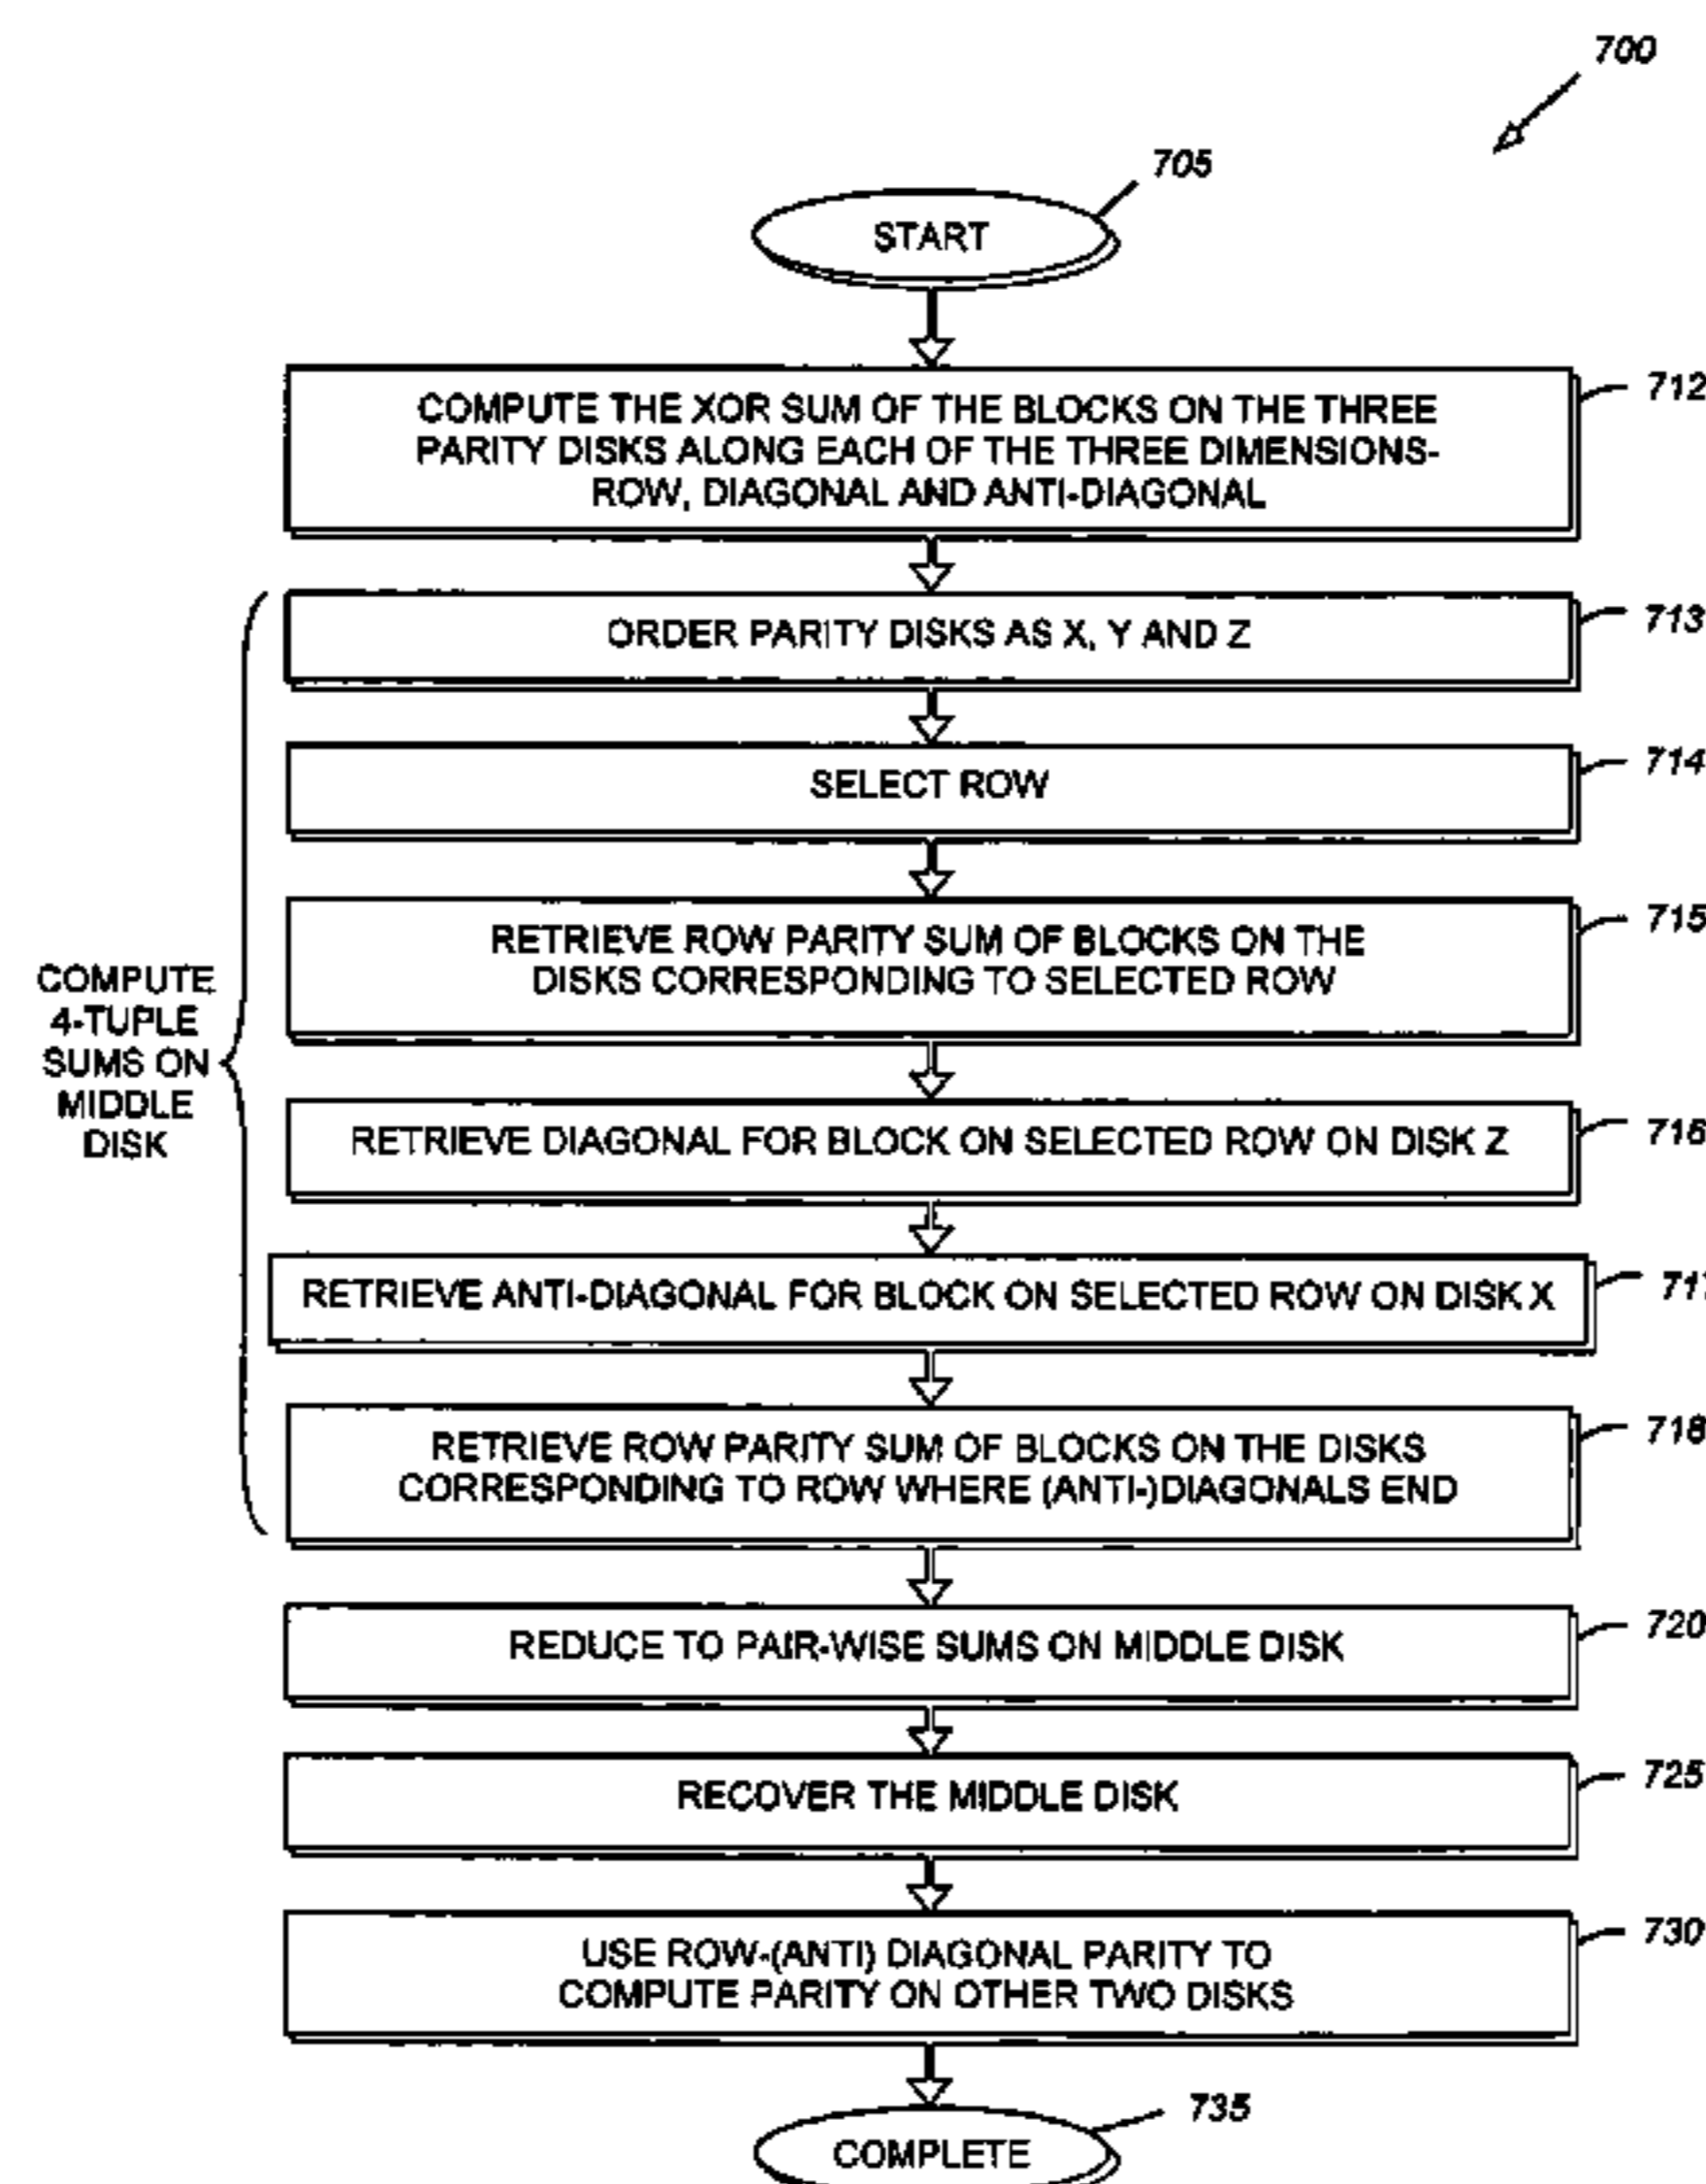 700
705
START
COMPUTE THE XOR SUM OF THE BLOCKS ON THE THREE
PARITY DISKS ALONG EACH OF THE THREE DIMENSIONS-
ROW, DIAGONAL AND ANTI-DIAGONAL
712
ORDER PARITY DISKS AS X, Y AND Z
713
SELECT ROW
714
RETRIEVE ROW PARITY SUM OF BLOCKS ON THE
DISKS CORRESPONDING TO SELECTED ROW
715
COMPUTE
4-TUPLE
SUMS ON
MIDDLE
DISK
RETRIEVE DIAGONAL FOR BLOCK ON SELECTED ROW ON DISK Z
716
RETRIEVE ANTI-DIAGONAL FOR BLOCK ON SELECTED ROW ON DISK X
RETRIEVE ROW PARITY SUM OF BLOCKS ON THE DISKS
CORRESPONDING TO ROW WHERE (ANTI-)DIAGONALS END
718
REDUCE TO PAIR-WISE SUMS ON MIDDLE DISK
720
RECOVER THE MIDDLE DISK
725
USE ROW-(ANTI) DIAGONAL PARITY TO
COMPUTE PARITY ON OTHER TWO DISKS
730
735
COMPLETE